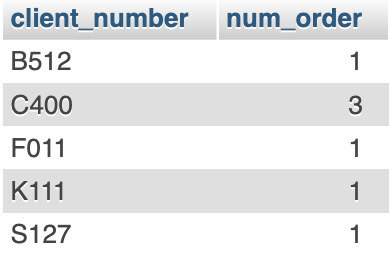 client_number num_order
B512 1
C400 3
F011 1
K111 1
S127 1